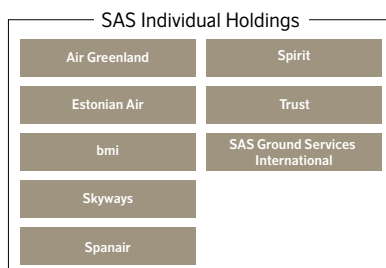 SAS Individual Holdings
Air Greenland
Spirit
Estonian Air
Trust
bmi
SAS Ground Services
International
Skyways
Spanair